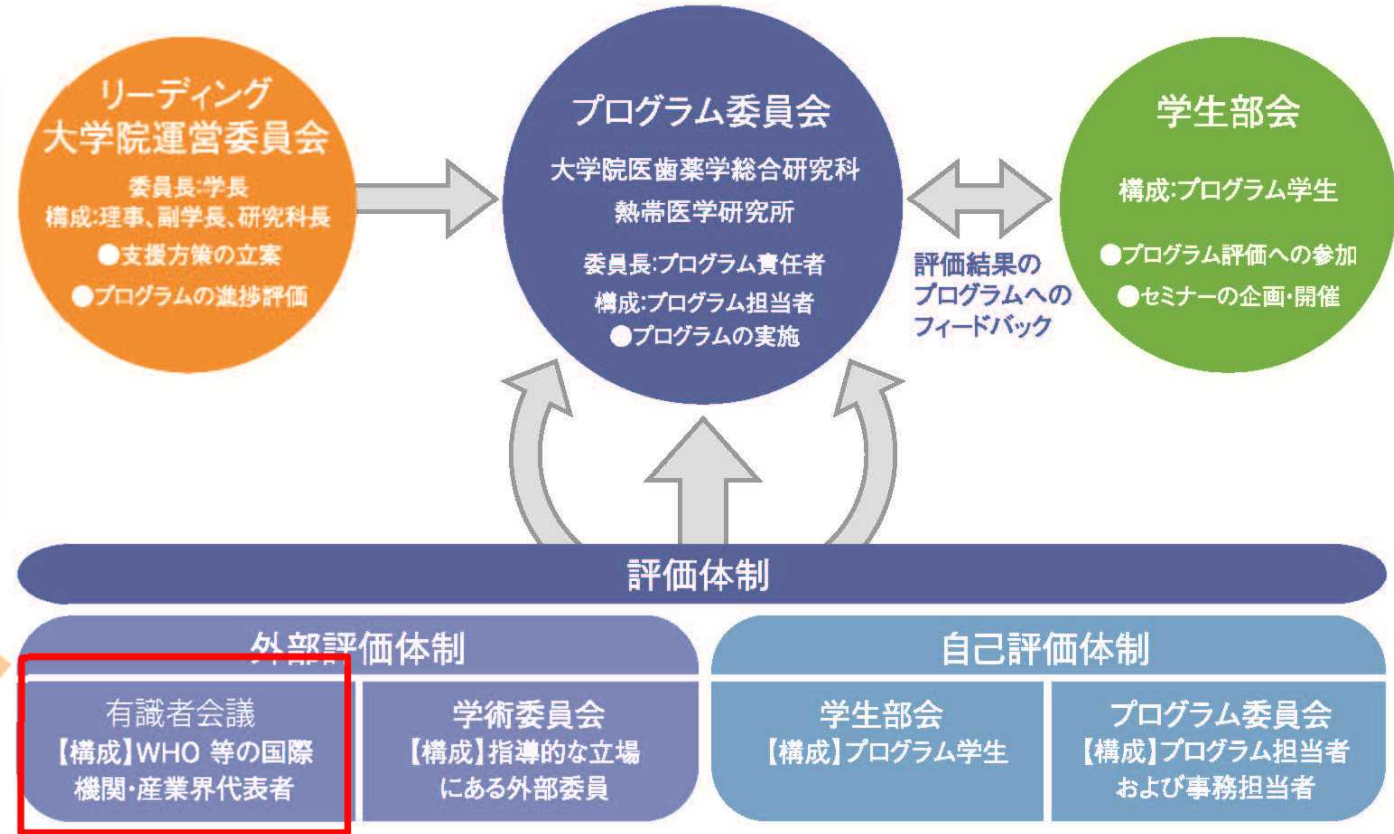 リーディング
大学院運営委員会
委員長:学長
構成:理事、副学長、研究科長
●支援方策の立案
●プログラムの進捗評価
プログラム委員会
大学院医歯薬学総合研究科
熱帯医学研究所
委員長:プログラム責任者
構成:プログラム担当者
●プログラムの実施
評価結果の
プログラムへの
フィードバック
学生部会
構成:プログラム学生
●プログラム評価への参加
●セミナーの企画・開催
評価体制
外部評価体制
有識者会議
【構成】WHO 等の国際
機関・産業界代表者
学術委員会
【構成】指導的な立場
にある外部委員
自己評価体制
学生部会
【構成】プログラム学生
プログラム委員会
【構成】プログラム担当者
および事務担当者